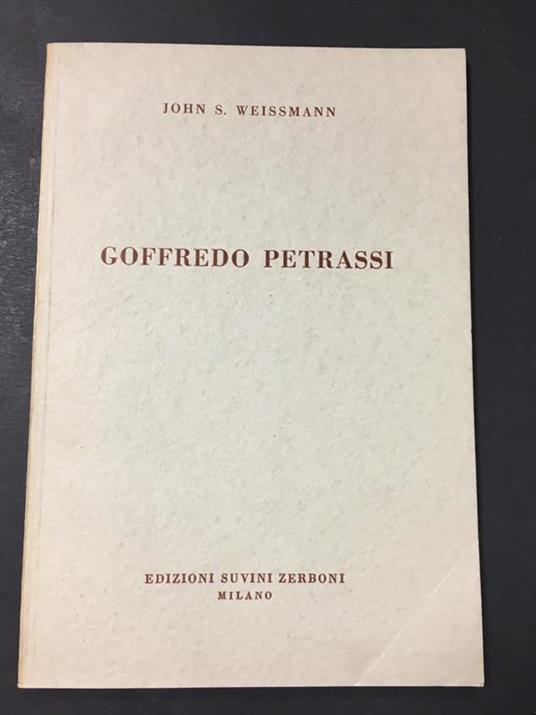 JOHN S. WEISSMANN
GOFFREDO PETRASSI
EDIZIONI SUVINI ZERBONI
MILANO